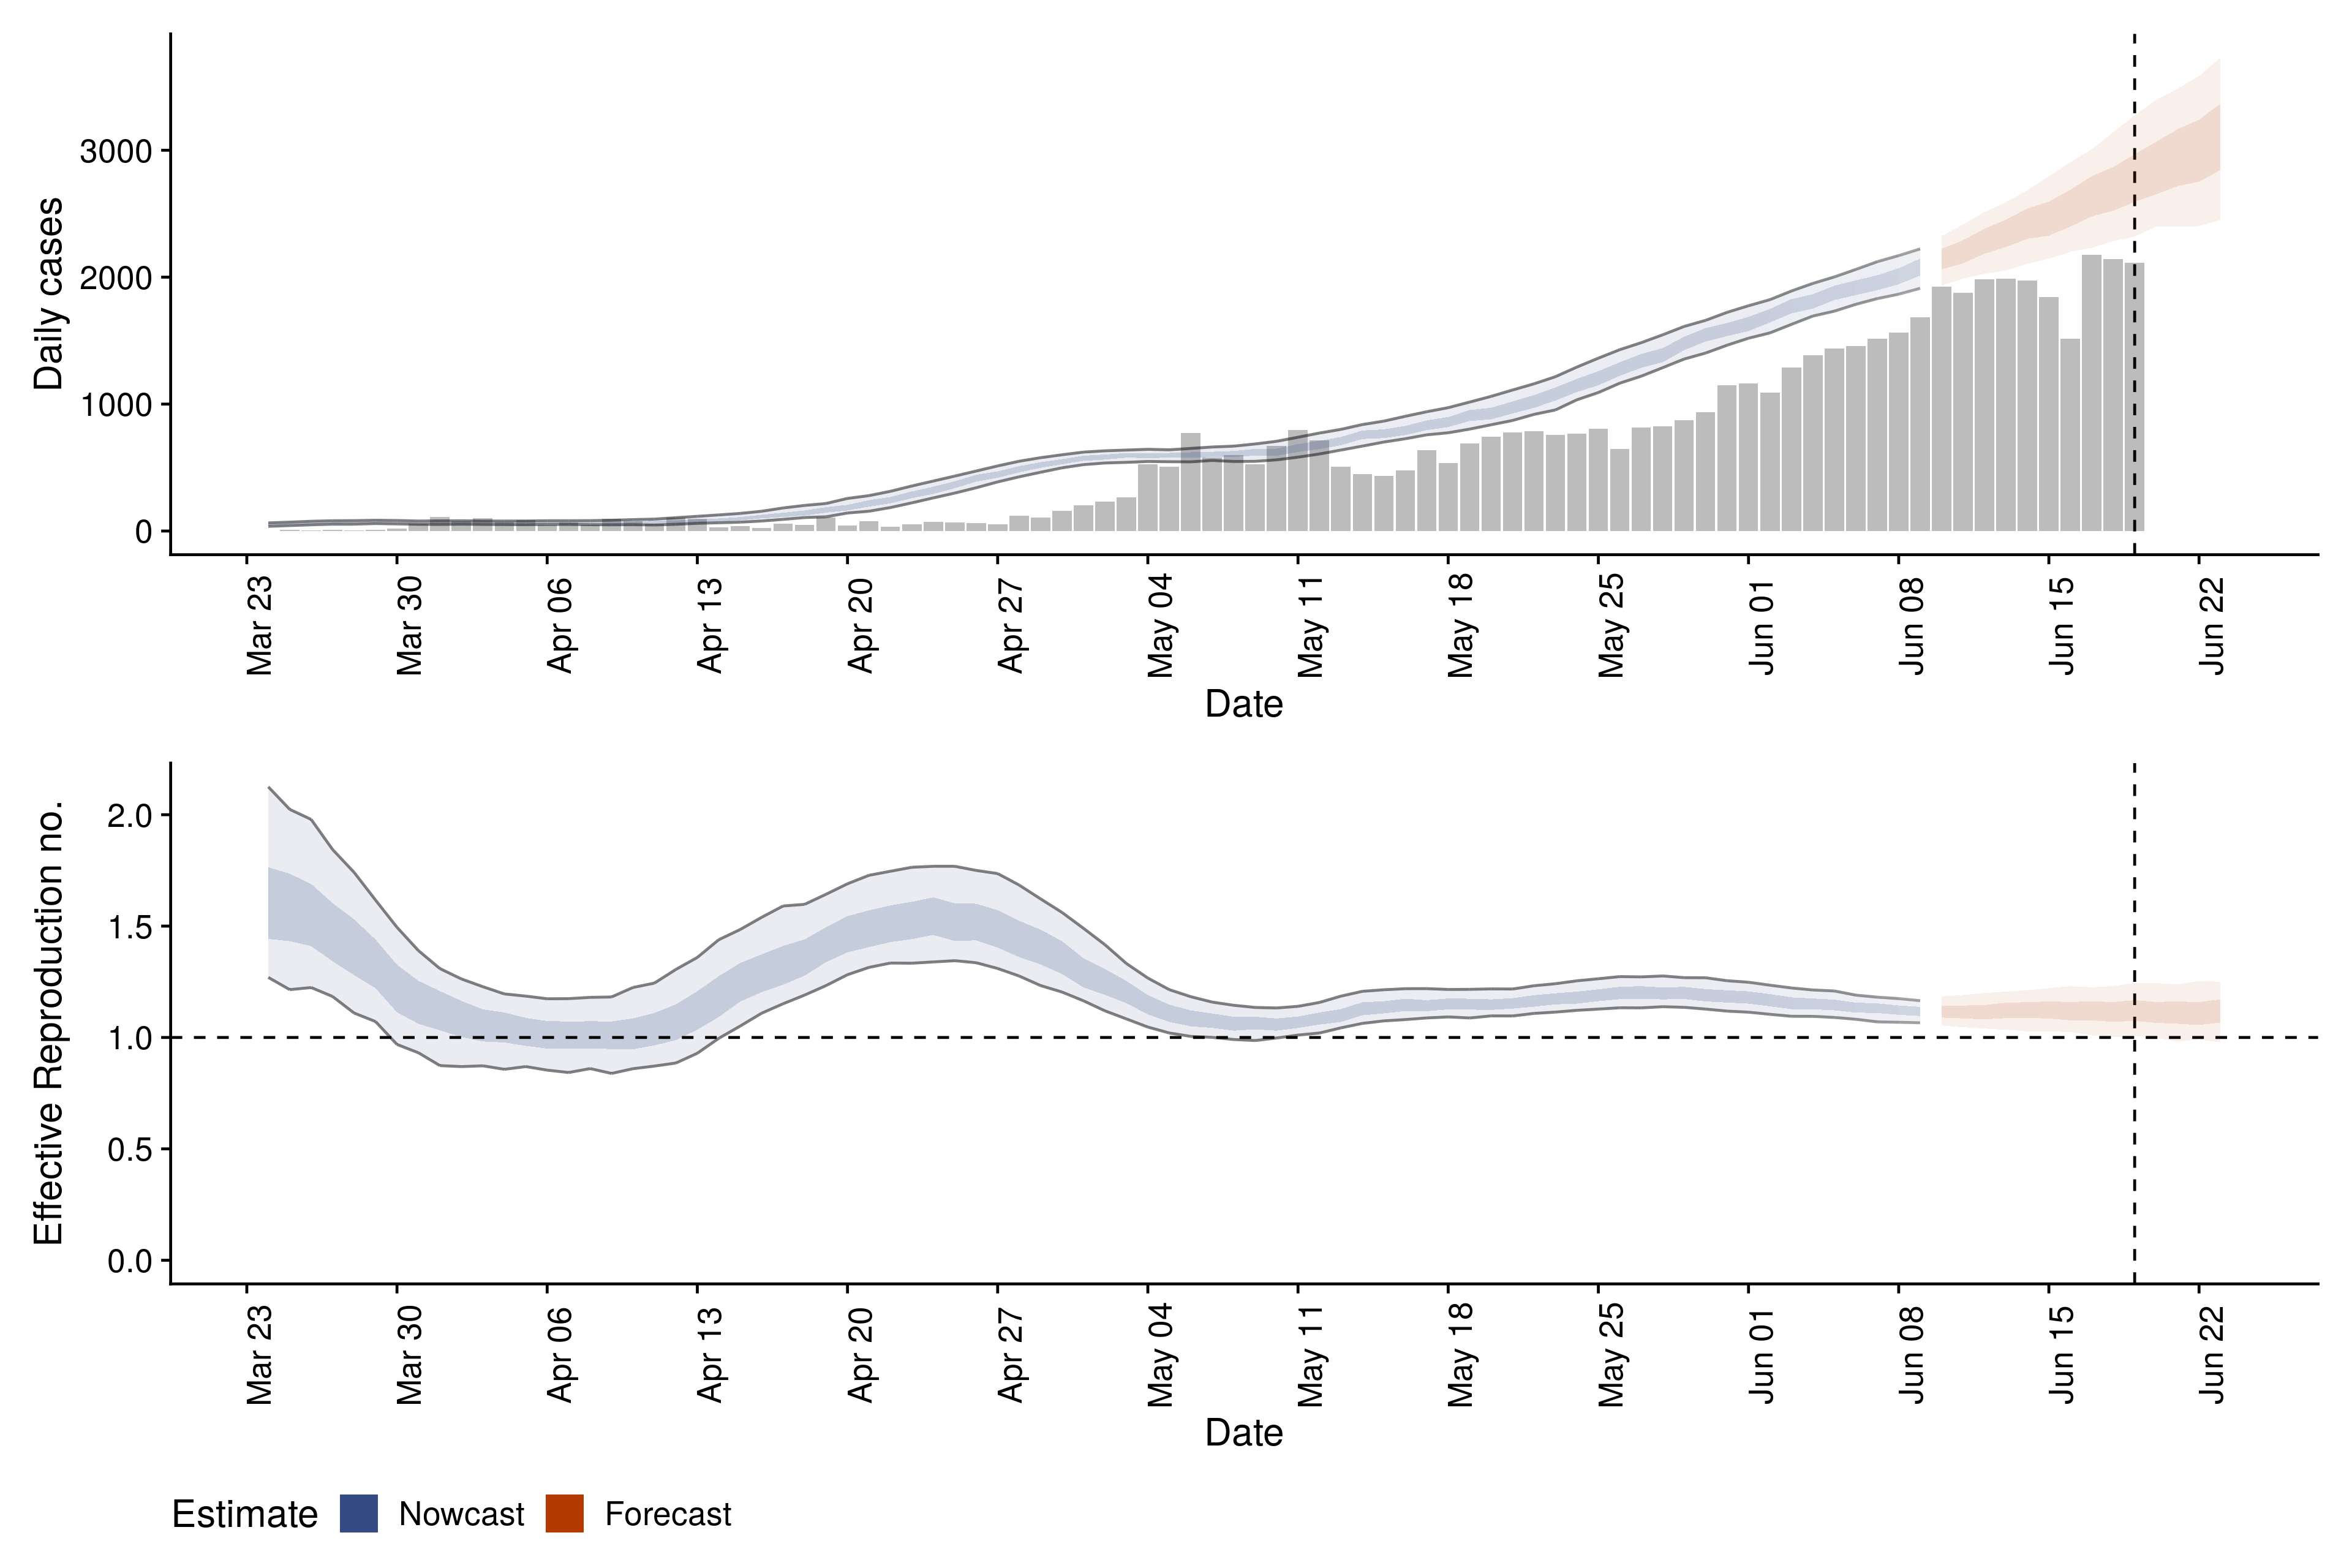 Daily cases
3000
2000
1000
0
Mar 23
Mar 30
Apr 06
Apr 13
Apr 20
Apr 27
May 04
May 11
May 18
May 25
Jun 01
Jun 08
Jun 15
Jun 22
Date
Effective Reproduction no.
2.0
1.5
1.0
0.5
0.0
Mar 23
Mar 30
Apr 06
Apr 13
Apr 20
Apr 27
May 04
May 11
May 18
May 25
Jun 01
Jun 08
Jun 15
Jun 22
Date
Estimate Nowcast Forecast